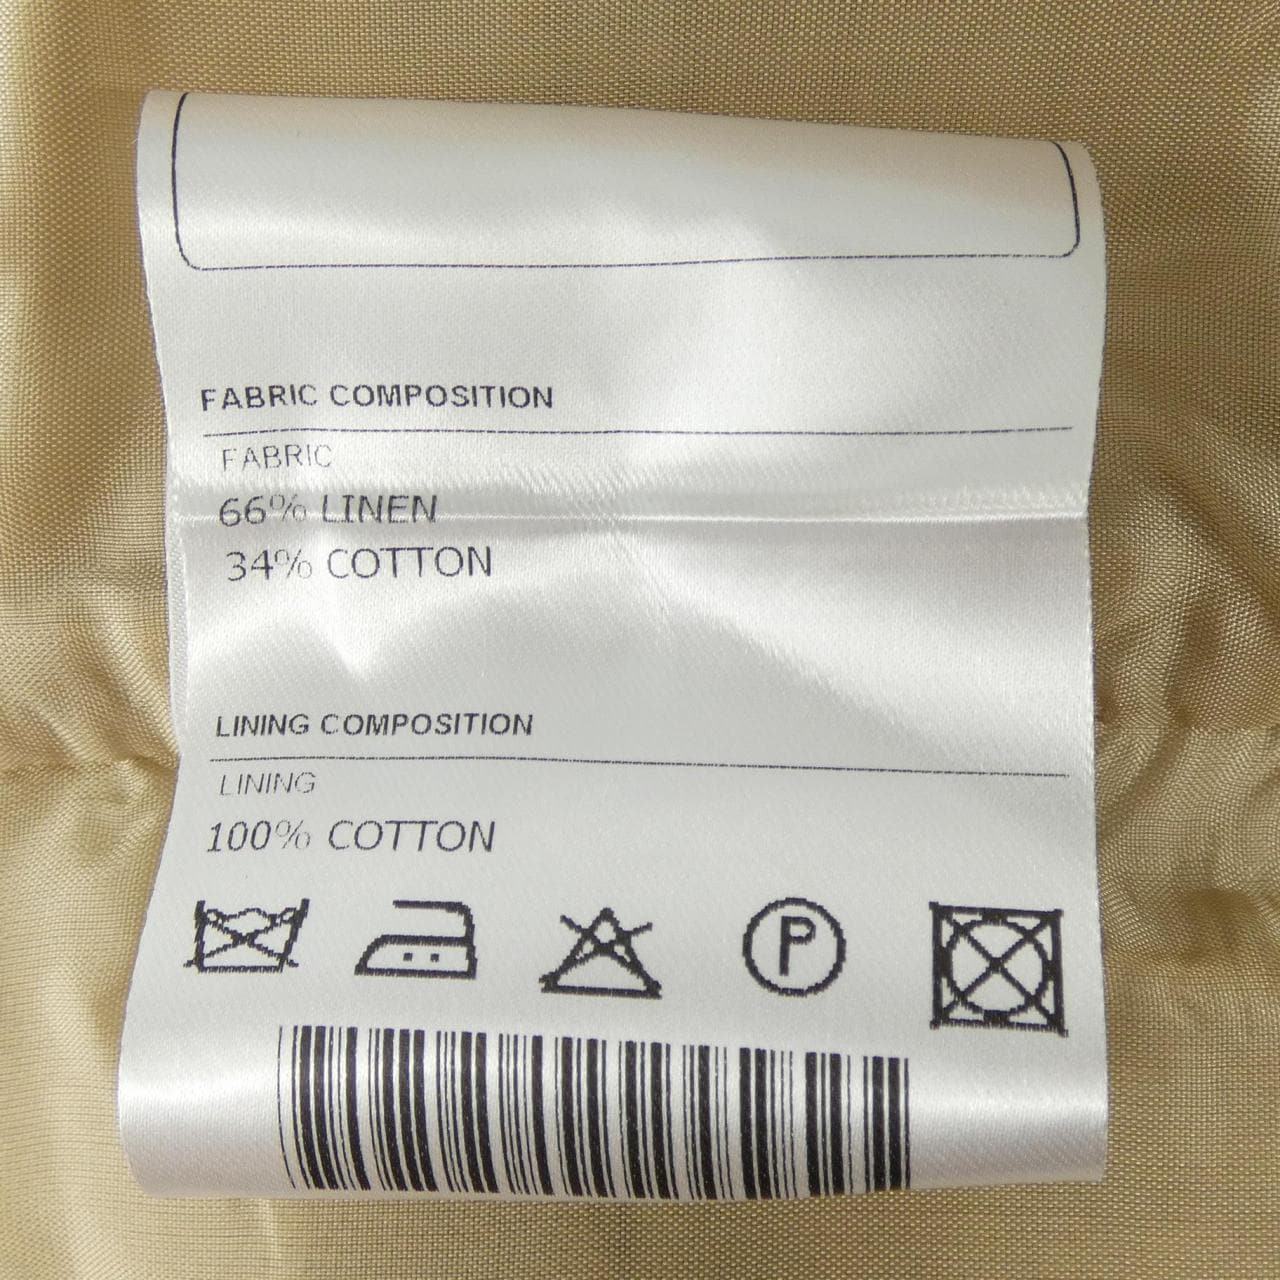 FABRIC COMPOSITION
FABRIC
66% LINEN
34% COTTON
LINING COMPOSITION
LINING
100% COTTON
P